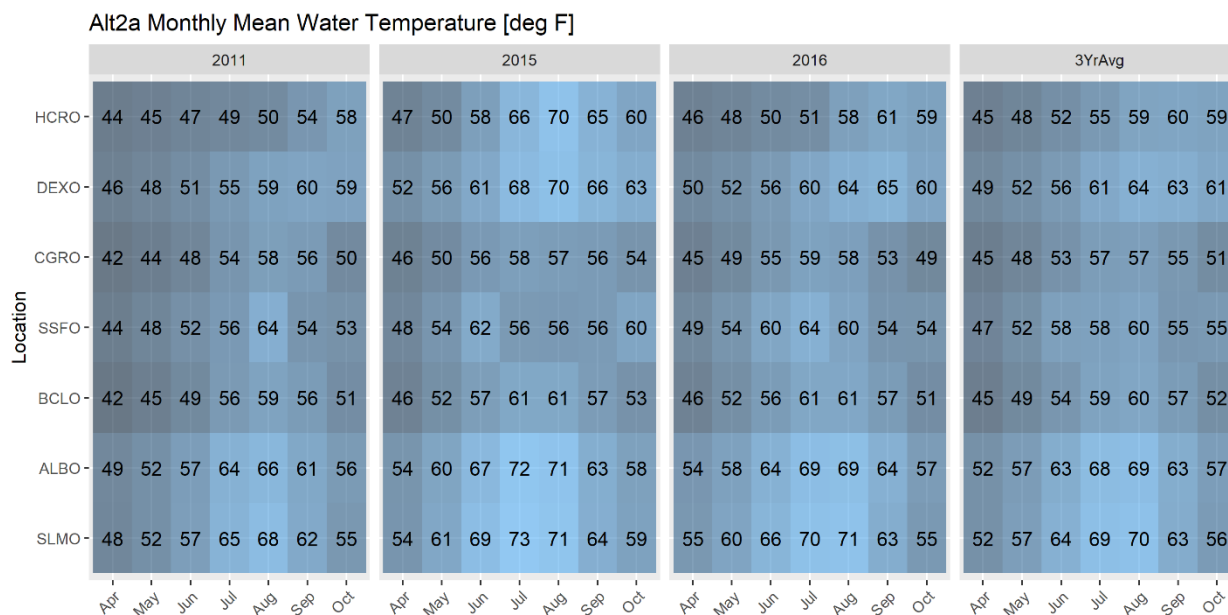 Alt2a Monthly Mean Water Temperature [deg F]
2011 2015 2016 3YrAvg
HCRO 44 45 47 49 50 54 58 47 50 58 66 70 65 60 46 48 50 51 58 61 59 45 48 52 55 59 60 59
DEXO 46 48 51 55 59 60 59 52 56 61 68 70 66 63 50 52 56 60 64 65 60 49 52 56 61 64 63 61
CGRO 42 44 48 54 58 56 50 46 50 56 58 57 56 54 45 49 55 59 58 53 49 45 48 53 57 57 55 51
SSFO 44 48 52 56 64 54 53 48 54 62 56 56 56 60 49 54 60 64 60 54 54 47 52 58 58 60 55 55
BCLO 42 45 49 56 59 56 51 46 52 57 61 61 57 53 46 52 56 61 61 57 51 45 49 54 59 60 57 52
ALBO 49 52 57 64 66 61 56 54 60 67 72 71 63 58 54 58 64 69 69 64 57 52 57 63 68 69 63 57
SLMO 48 52 57 65 68 62 55 54 61 69 73 71 64 59 55 60 66 70 71 63 55 52 57 64 69 70 63 56
Apr May Jun Jul Aug Sep Oct Apr May Jun Jul Aug Sep Oct Apr May Jun Jul Aug Sep Oct Apr May Jun Jul Aug Sep Oct
Location